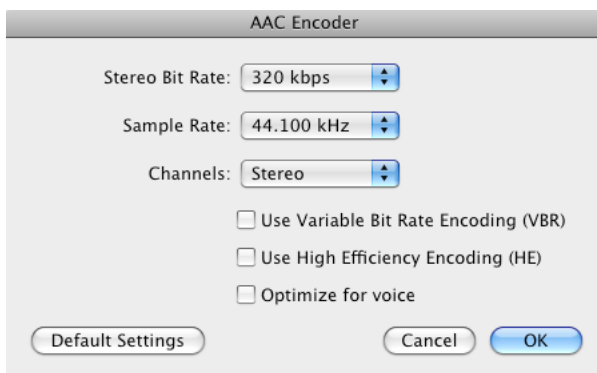 AAC Encoder
Stereo Bit Rate: 320 kbps
Sample Rate: 44.100 kHz
Channels: Stereo
Use Variable Bit Rate Encoding (VBR)
Use High Efficiency Encoding (HE)
Optimize for voice
Default Settings Cancel OK